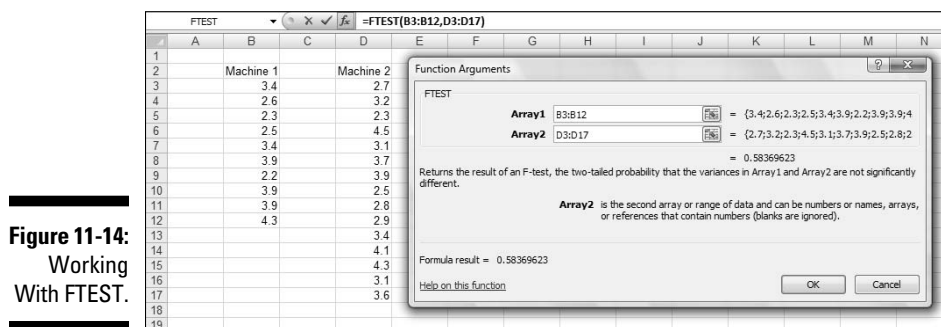 FTEST
fx
=FTEST(B3:B12,D3:D17)
A B C D E F G H I J K L M N
1
2 Machine 1 Machine 2
3 3.4 2.7
4 2.6 3.2
5 2.3 2.3
6 2.5 4.5
7 3.4 3.1
8 3.9 3.7
9 2.2 3.9
10 3.9 2.5
11 3.9 2.8
12 4.3 2.9
13 3.4
14 4.1
15 4.3
16 3.1
17 3.6
18
19
Function Arguments
?
FTEST
Array1 B3:B12 = {3.4;2.6;2.3;2.5;3.4;3.9;2.2;3.9;3.9;4
Array2 D3:D17 = {2.7;3.2;2.3;4.5;3.1;3.7;3.9;2.5;2.8;2
= 0.58369623
Returns the result of an F-test, the two-tailed probability that the variances in Array1 and Array2 are not significantly
different.
Array2 is the second array or range of data and can be numbers or names, arrays,
or references that contain numbers (blanks are ignored).
Formula result = 0.58369623
Help on this function
OK Cancel
Figure 11-14:
Working
With FTEST.